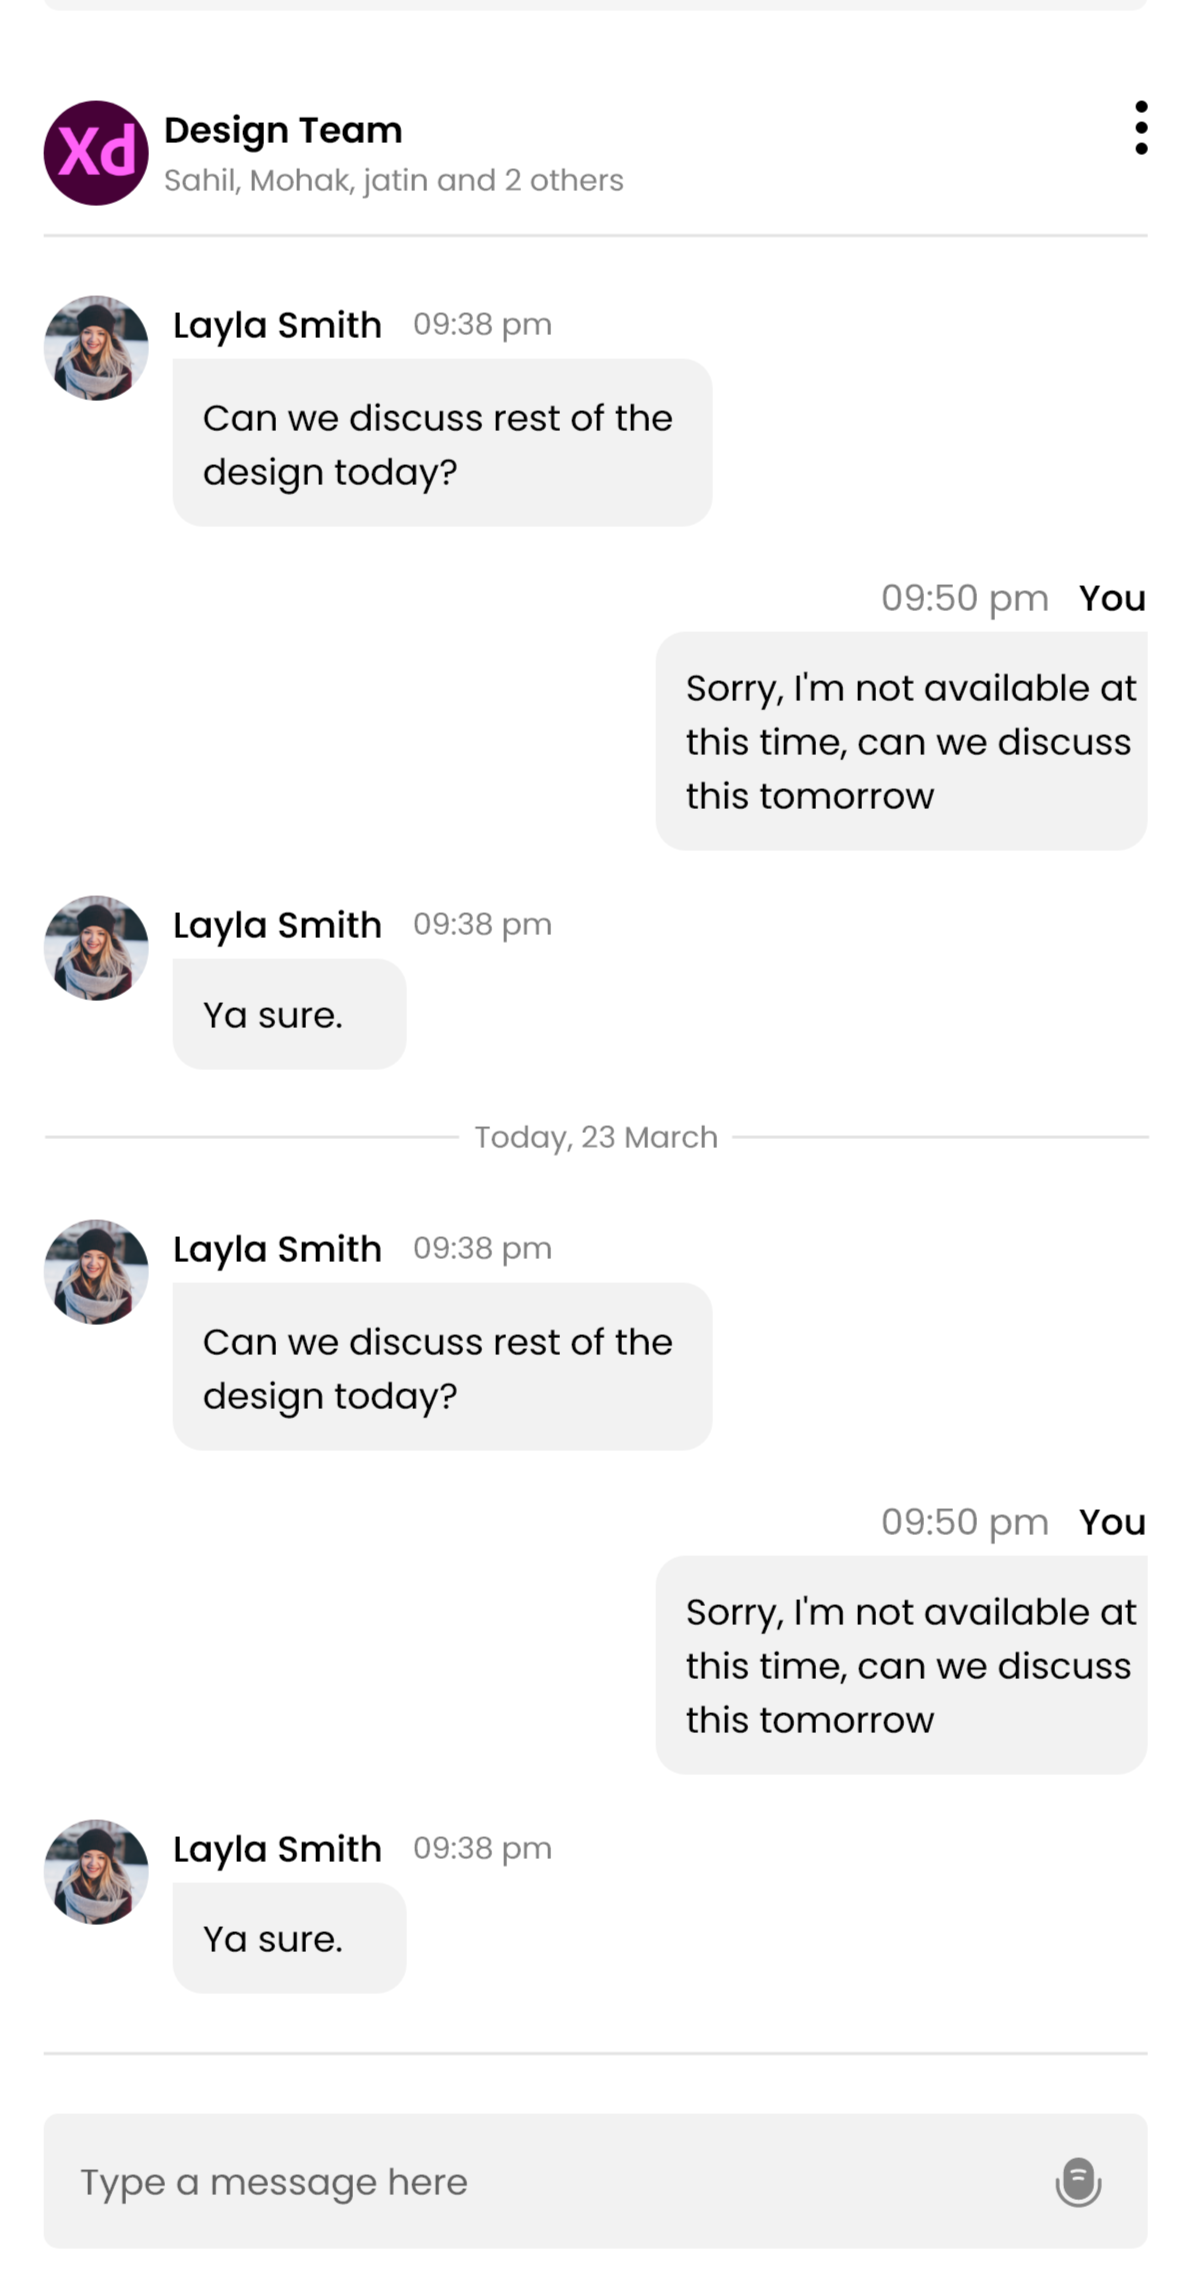 Xd
Design Team
Sahil, Mohak, jatin and 2 others
Layla Smith 09:38 pm
Can we discuss rest of the
design today?
09:50 pm You
Sorry, I'm not available at
this time, can we discuss
this tomorrow
Layla Smith 09:38 pm
Ya sure.
Today, 23 March
Layla Smith 09:38 pm
Can we discuss rest of the
design today?
09:50 pm You
Sorry, I'm not available at
this time, can we discuss
this tomorrow
Layla Smith 09:38 pm
Ya sure.
Type a message here